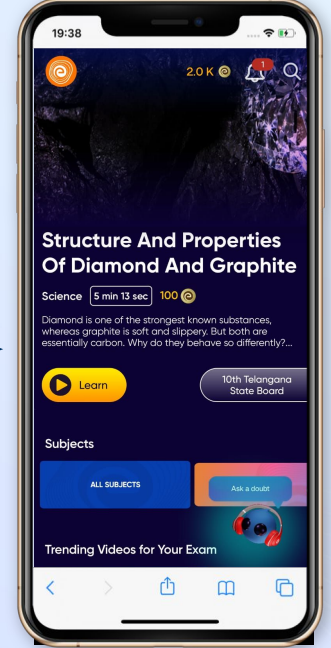 19:38
2.0 K
1
Structure And Properties
Of Diamond And Graphite
Science 5 min 13 sec 100
Diamond is one of the strongest known substances,
whereas graphite is soft and slippery. But both are
essentially carbon. Why do they behave so differently?...
Learn
10th Telangana
State Board
Subjects
ALL SUBJECTS
Ask a doubt
Trending Videos for Your Exam